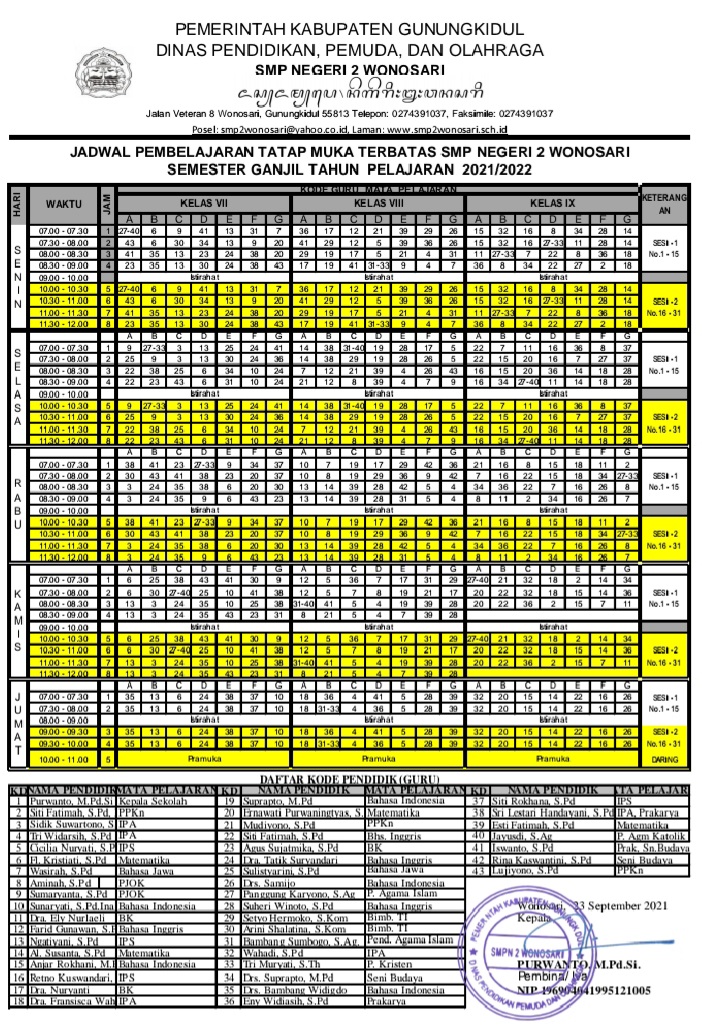 PEMERINTAH KABUPATEN GUNUNGKIDUL
DINAS PENDIDIKAN, PEMUDA, DAN OLAHRAGA
SMP NEGERI 2 WONOSARI
Jalan Veteran 8 Wonosari, Gunungkidul 55813 Telepon: 0274391037, Faksimile: 0274391037
Posel: smp2wonosari@yahoo.co.id, Laman: www.smp2wonosari.sch.id
JADWAL PEMBELAJARAN TATAP MUKA TERBATAS SMP NEGERI 2 WONOSARI
SEMESTER GANJIL TAHUN PELAJARAN 2021/2022
HARI WAKTU JAM KODE GURU MATA PELAJARAN KETERANGAN
KELAS VII KELAS VIII KELAS IX
A B C D E F G A B C D E F G A B C D E F G
SENIN
07.00 - 07.30 1 27-40 6 9 41 13 31 7 36 17 12 21 39 29 26 15 32 16 8 34 28 14
07.30 - 08.00 2 43 6 30 34 13 9 20 41 29 12 5 39 36 26 15 32 16 27-33 11 28 14 SESI -1
08.00 - 08.30 3 41 35 13 23 24 38 20 29 19 17 5 21 4 31 11 27-33 7 22 8 36 18 No.1 - 15
08.30 - 09.00 4 23 35 13 30 24 38 43 17 19 41 31-33 9 4 7 36 8 34 22 27 2 18
09.00 - 10.00 Istirahat
10.00 - 10.30 5 27-40 6 9 41 13 31 7 36 17 12 21 39 29 26 15 32 16 8 34 28 14
10.30 - 11.00 6 43 6 30 34 13 9 20 41 29 12 5 39 36 26 15 32 16 27-33 11 28 14 SESI -2
11.00 - 11.30 7 41 35 13 23 24 38 20 29 19 17 5 21 4 31 11 27-33 7 22 8 36 18 No.16 - 31
11.30 - 12.00 8 23 35 13 30 24 38 43 17 19 41 31-33 9 4 7 36 8 34 22 27 2 18
SELASA
A B C D E F G A B C D E F G A B C D E F G
07.00 - 07.30 1 9 27-33 3 13 25 24 41 14 38 31-40 19 28 17 5 22 7 11 16 36 8 37
07.30 - 08.00 2 25 9 3 13 30 24 36 14 38 29 19 28 26 5 22 15 20 16 7 27 37 SESI -1
08.00 - 08.30 3 22 38 25 6 34 10 24 7 12 21 39 4 26 43 16 15 20 36 14 18 28 No.1 - 15
08.30 - 09.00 4 22 23 43 6 31 10 24 21 12 8 39 4 7 9 16 34 27-40 11 14 18 28
09.00 - 10.00 Istirahat
10.00 - 10.30 5 9 27-33 3 13 25 24 41 14 38 31-40 19 28 17 5 22 7 11 16 36 8 37
10.30 - 11.00 6 25 9 3 13 30 24 36 14 38 29 19 28 26 5 22 15 20 16 7 27 37 SESI -2
11.00 - 11.30 7 22 38 25 6 34 10 24 7 12 21 39 4 26 43 16 15 20 36 14 18 28 No.16 - 31
11.30 - 12.00 8 22 23 43 6 31 10 24 21 12 8 39 4 7 9 16 34 27-40 11 14 18 28
RABU
A B C D E F G A B C D E F G A B C D E F G
07.00 - 07.30 1 38 41 23 27-33 9 34 37 10 7 19 17 29 42 36 21 16 8 15 18 11 2
07.30 - 08.00 2 30 43 41 38 23 20 37 10 8 19 29 36 9 42 7 16 22 15 18 34 27-33 SESI -1
08.00 - 08.30 3 3 24 35 38 6 20 30 13 14 39 28 42 5 4 34 36 22 7 16 26 8 No.1 - 15
08.30 - 09.00 4 3 24 35 9 6 43 23 13 14 39 28 31 5 4 8 11 2 34 16 26 7
09.00 - 10.00 Istirahat
10.00 - 10.30 5 38 41 23 27-33 9 34 37 10 7 19 17 29 42 36 21 16 8 15 18 11 2
10.30 - 11.00 6 30 43 41 38 23 20 37 10 8 19 29 36 9 42 7 16 22 15 18 34 27-33 SESI -2
11.00 - 11.30 7 3 24 35 38 6 20 30 13 14 39 28 42 5 4 34 36 22 7 16 26 8 No.16 - 31
11.30 - 12.00 8 3 24 35 9 6 43 23 13 14 39 28 31 5 4 8 11 2 34 16 26 7
KAMIS
A B C D E F G A B C D E F G A B C D E F G
07.00 - 07.30 1 6 25 38 43 41 30 9 12 5 36 7 17 31 29 27-40 21 32 18 2 14 34
07.30 - 08.00 2 6 30 27-40 25 10 41 38 12 5 7 8 19 21 17 20 21 32 18 15 14 36 SESI -1
08.00 - 08.30 3 13 3 24 35 10 25 38 31-40 41 5 4 19 39 28 20 22 36 2 15 7 11 No.1 - 15
08.30 - 09.00 4 13 3 24 35 43 23 31 8 21 5 4 7 39 28
09.00 - 10.00 Istirahat
10.00 - 10.30 5 6 25 38 43 41 30 9 12 5 36 7 17 31 29 27-40 21 32 18 2 14 34
10.30 - 11.00 6 6 30 27-40 25 10 41 38 12 5 7 8 19 21 17 20 21 32 18 15 14 36 SESI -2
11.00 - 11.30 7 13 3 24 35 10 25 38 31-40 41 5 4 19 39 28 20 22 36 2 15 7 11 No.16 - 31
11.30 - 12.00 8 13 3 24 35 43 23 31 8 21 5 4 7 39 28
JUMAT
A B C D E F G A B C D E F G A B C D E F G
07.00 - 07.30 1 35 13 6 24 38 37 10 18 36 4 41 5 28 39 32 20 15 14 22 16 26 SESI -1
07.30 - 08.00 2 35 13 6 24 38 37 10 18 31-33 4 41 5 28 39 32 20 15 14 22 16 26 No.1 - 15
08.00 - 09.00 Istirahat
09.00 - 09.30 3 35 13 6 24 38 37 10 18 36 4 41 5 28 39 32 20 15 14 22 16 26 SESI -2
09.30 - 10.00 4 35 13 6 24 38 37 10 18 31-33 4 41 5 28 39 32 20 15 14 22 16 26 No.16 - 31
10.00 - 11.00 5 Pramuka Pramuka Pramuka DARING
DAFTAR KODE PENDIDIK (GURU)
KD NAMA PENDIDIK MATA PELAJARAN KD NAMA PENDIDIK MATA PELAJARAN KD NAMA PENDIDIK TA PELAJAR
1 Purwanto, M.Pd.Si Kepala Sekolah 19 Suprapto, M.Pd Bahasa Indonesia 37 Siti Rokhana, S.Pd IPS
2 Siti Fatimah, S.Pd, PPKn 20 Ernawati Purwaningtyas, S. Matematika 38 Sri Lestari Handayani, S.Pd IPA, Prakarya
3 Sidik Suwartono, S IPA 21 Mudiyono, S.Pd PPKn 39 Esti Fatimah, S.Pd Matematika
4 Tri Widarsih, S.Pd IPA 22 Siti Fatimah, S.Pd Bhs. Inggris 40 Javusdi, S.Ag P. Agm Katolik
5 Cicilia Nuryati, S.P IPS 23 Agus Sujatmika, S.Pd BK 41 Iswanto, S.Pd Prak, Sn.Budaya
6 Fl. Kristiati, S.Pd Matematika 24 Dra. Tatik Suryandari Bahasa Inggris 42 Rina Kaswantini, S.Pd Seni Budaya
7 Wasirah, S.Pd Bahasa Jawa 25 Sulistyarini, S.Pd Bahasa Jawa 43 Lujiyono, S.Pd PPKn
8 Aminah, S.Pd PJOK 26 Drs. Samijo Bahasa Indonesia
9 Sumaryanta, S.Pd PJOK 27 Panggung Karyono, S.Ag P. Agama Islam
10 Sunaryati, S.Pd.Ina Bahasa Indonesia 28 Suheri Winoto, S.Pd Bahasa Inggris
11 Dra. Ely Nurlaeli BK 29 Setyo Hermoko, S.Kom Bimb. TI
12 Farid Gunawan, S.H Bahasa Inggris 30 Arini Shalatina, S.Kom Bimb. TI
13 Ngatiyani, S.Pd IPS 31 Bambang Sumbogo, S.Ag. Pend. Agama Islam
14 Al. Susanta, S.Pd Matematika 32 Wahadi, S.Pd IPA
15 Anjar Rokhani, M.I Bahasa Indonesia 33 Tri Muryati, S.Th P. Kristen
16 Retno Kuswandari, IPS 34 Drs. Suprapto, M.Pd Seni Budaya
17 Dra. Nuryanti BK 35 Drs. Bambang Widigdo Bahasa Indonesia
18 Dra. Fransisca Wah IPA 36 Eny Widiasih, S.Pd Prakarya
Wonosari, 23 September 2021
Kepala
PEMERINTAH KABUPATEN GUNUNGKIDUL
SMPN 2 WONOSARI
DINAS PENDIDIKAN PEMUDA DAN
PURWANTO, M.Pd.Si.
Pembina/ Iva
NIP 196904041995121005